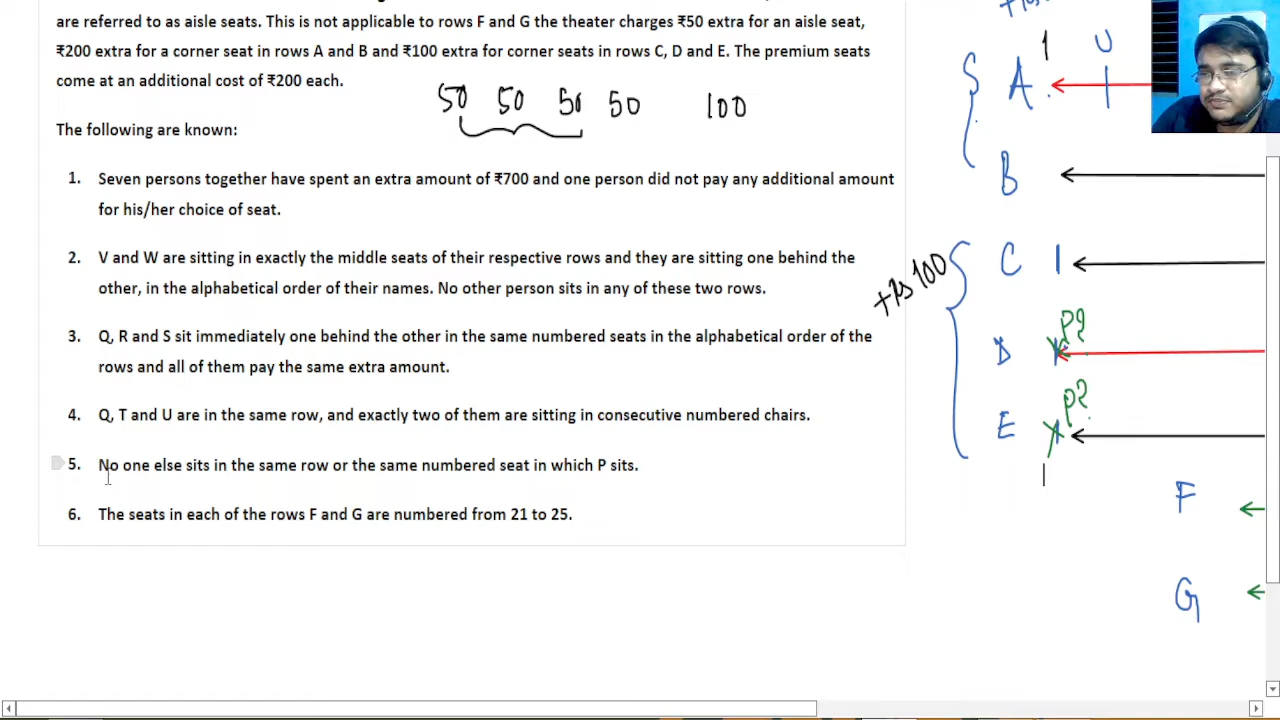 are referred to as aisle seats. This is not applicable to rows F and G the theater charges ₹50 extra for an aisle seat,
₹200 extra for a corner seat in rows A and B and ₹100 extra for corner seats in rows C, D and E. The premium seats
come at an additional cost of ₹200 each.
50 50 50 50 100
The following are known:
1. Seven persons together have spent an extra amount of ₹700 and one person did not pay any additional amount
for his/her choice of seat.
2. V and W are sitting in exactly the middle seats of their respective rows and they are sitting one behind the
other, in the alphabetical order of their names. No other person sits in any of these two rows.
3. Q, R and S sit immediately one behind the other in the same numbered seats in the alphabetical order of the
rows and all of them pay the same extra amount.
4. Q, T and U are in the same row, and exactly two of them are sitting in consecutive numbered chairs.
5. No one else sits in the same row or the same numbered seat in which P sits.
6. The seats in each of the rows F and G are numbered from 21 to 25.
1 U
A
B
+Rs 100
C
P?
D
P?
E
F
G